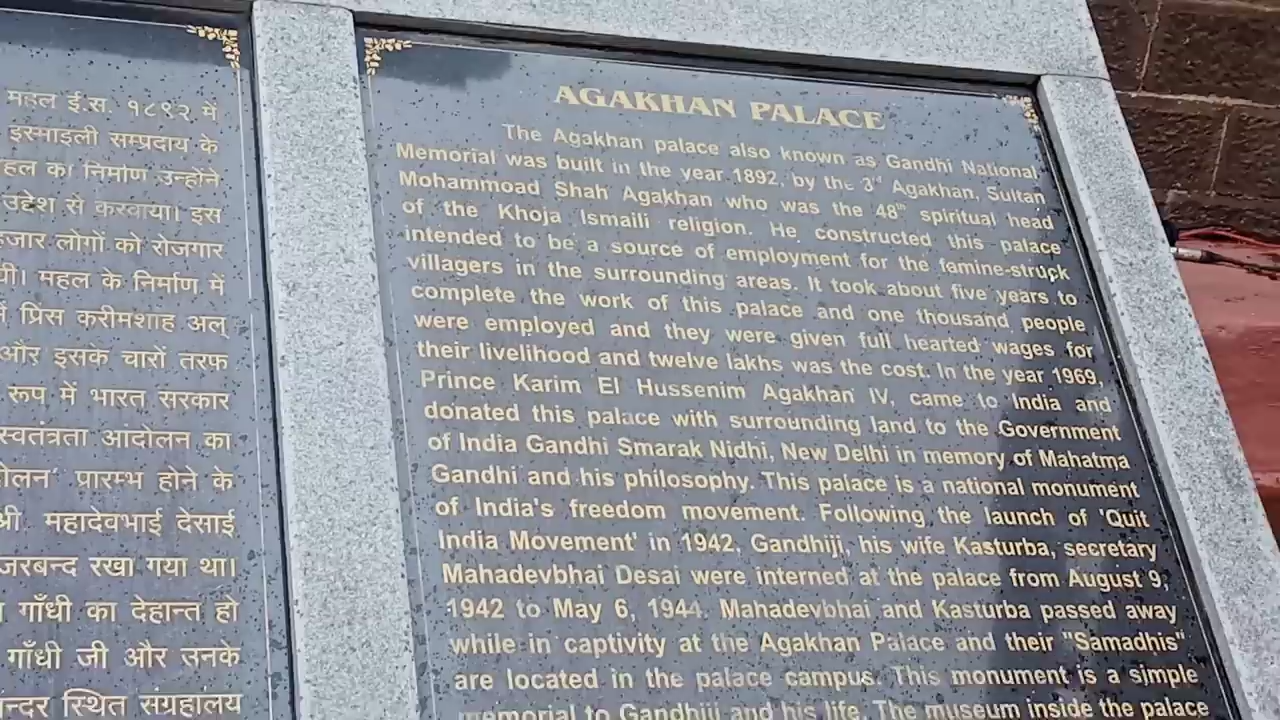 महल ई.स. १८९२ में
इस्माइली सम्प्रदाय के
महल का निर्माण उन्होंने
उद्देश से करवाया। इस
हजार लोगों को रोजगार
थी। महल के निर्माण में
में प्रिंस करीमशाह अल्
और इसके चारों तरफ
रूप में भारत सरकार
स्वतंत्रता आंदोलन का
दोलन' प्रारम्भ होने के
श्री महादेवभाई देसाई
नजरबन्द रखा गया था।
गाँधी का देहान्त हो
गाँधी जी और उनके
न्दर स्थित संग्रहालय
AGAKHAN PALACE
The Agakhan palace also known as Gandhi National
Memorial was built in the year 1892, by the 3rd Agakhan, Sultan
Mohammoad Shah Agakhan who was the 48th spiritual head
of the Khoja Ismaili religion. He constructed this palace
intended to be a source of employment for the famine-struck
villagers in the surrounding areas. It took about five years to
complete the work of this palace and one thousand people
were employed and they were given full hearted wages for
their livelihood and twelve lakhs was the cost. In the year 1969,
Prince Karim El Hussenim Agakhan IV, came to India and
donated this palace with surrounding land to the Government
of India Gandhi Smarak Nidhi, New Delhi in memory of Mahatma
Gandhi and his philosophy. This palace is a national monument
of India's freedom movement. Following the launch of 'Quit
India Movement' in 1942, Gandhiji, his wife Kasturba, secretary
Mahadevbhai Desai were interned at the palace from August 9,
1942 to May 6, 1944. Mahadevbhai and Kasturba passed away
while in captivity at the Agakhan Palace and their "Samadhis"
are located in the palace campus. This monument is a simple
memorial to Gandhiji and his life. The museum inside the palace